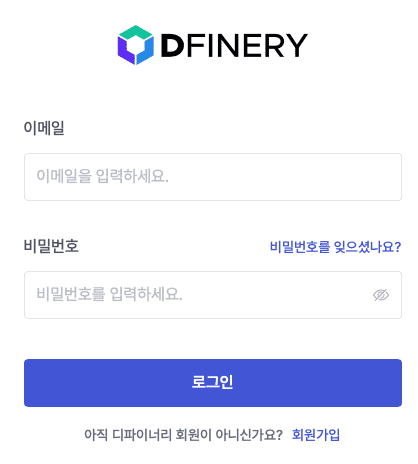 DFINERY
이메일
이메일을 입력하세요.
비밀번호 비밀번호를 잊으셨나요?
비밀번호를 입력하세요.
로그인
아직 디파이너리 회원이 아니신가요? 회원가입